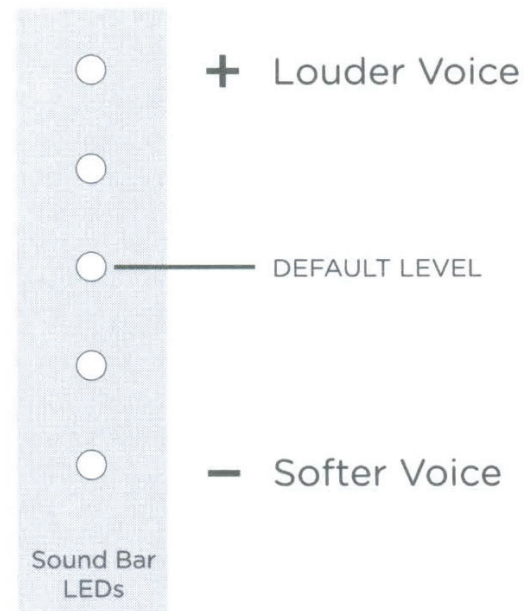 + Louder Voice
DEFAULT LEVEL
- Softer Voice
Sound Bar
LEDs